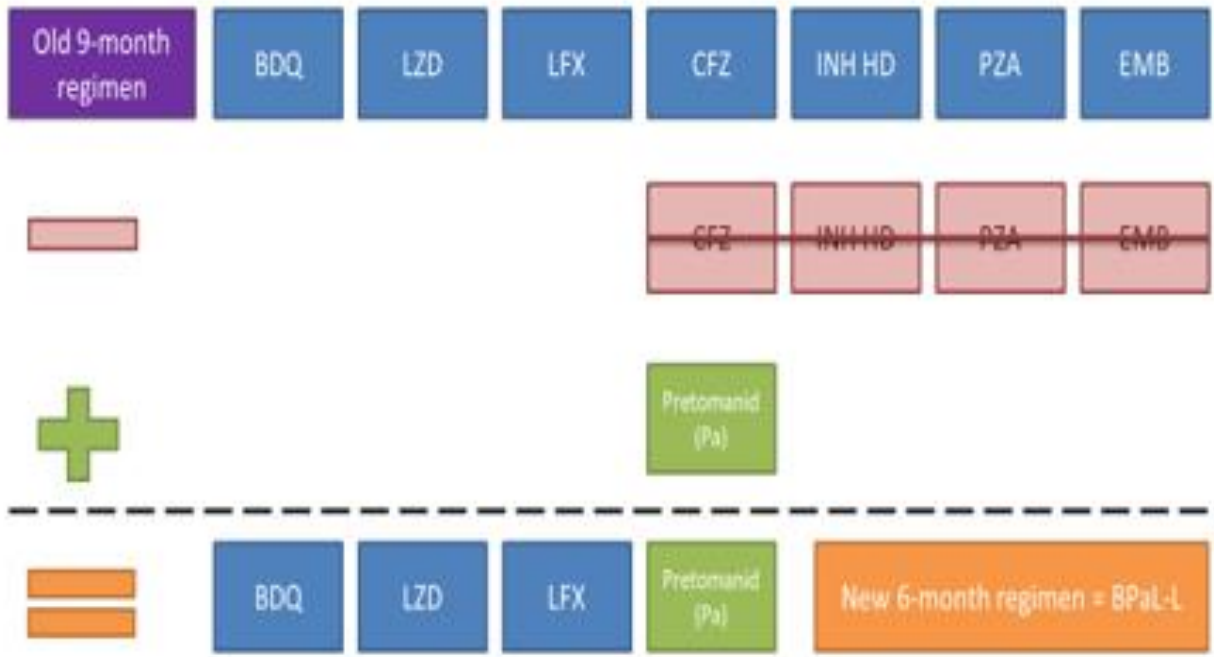 Old 9-month
regimen
BDQ
LZD
LFX
CFZ
INH HD
PZA
EMB
CFZ
INH HD
PZA
EMB
Pretomanid
(Pa)
BDQ
LZD
LFX
Pretomanid
(Pa)
New 6-month regimen = BPaL-L